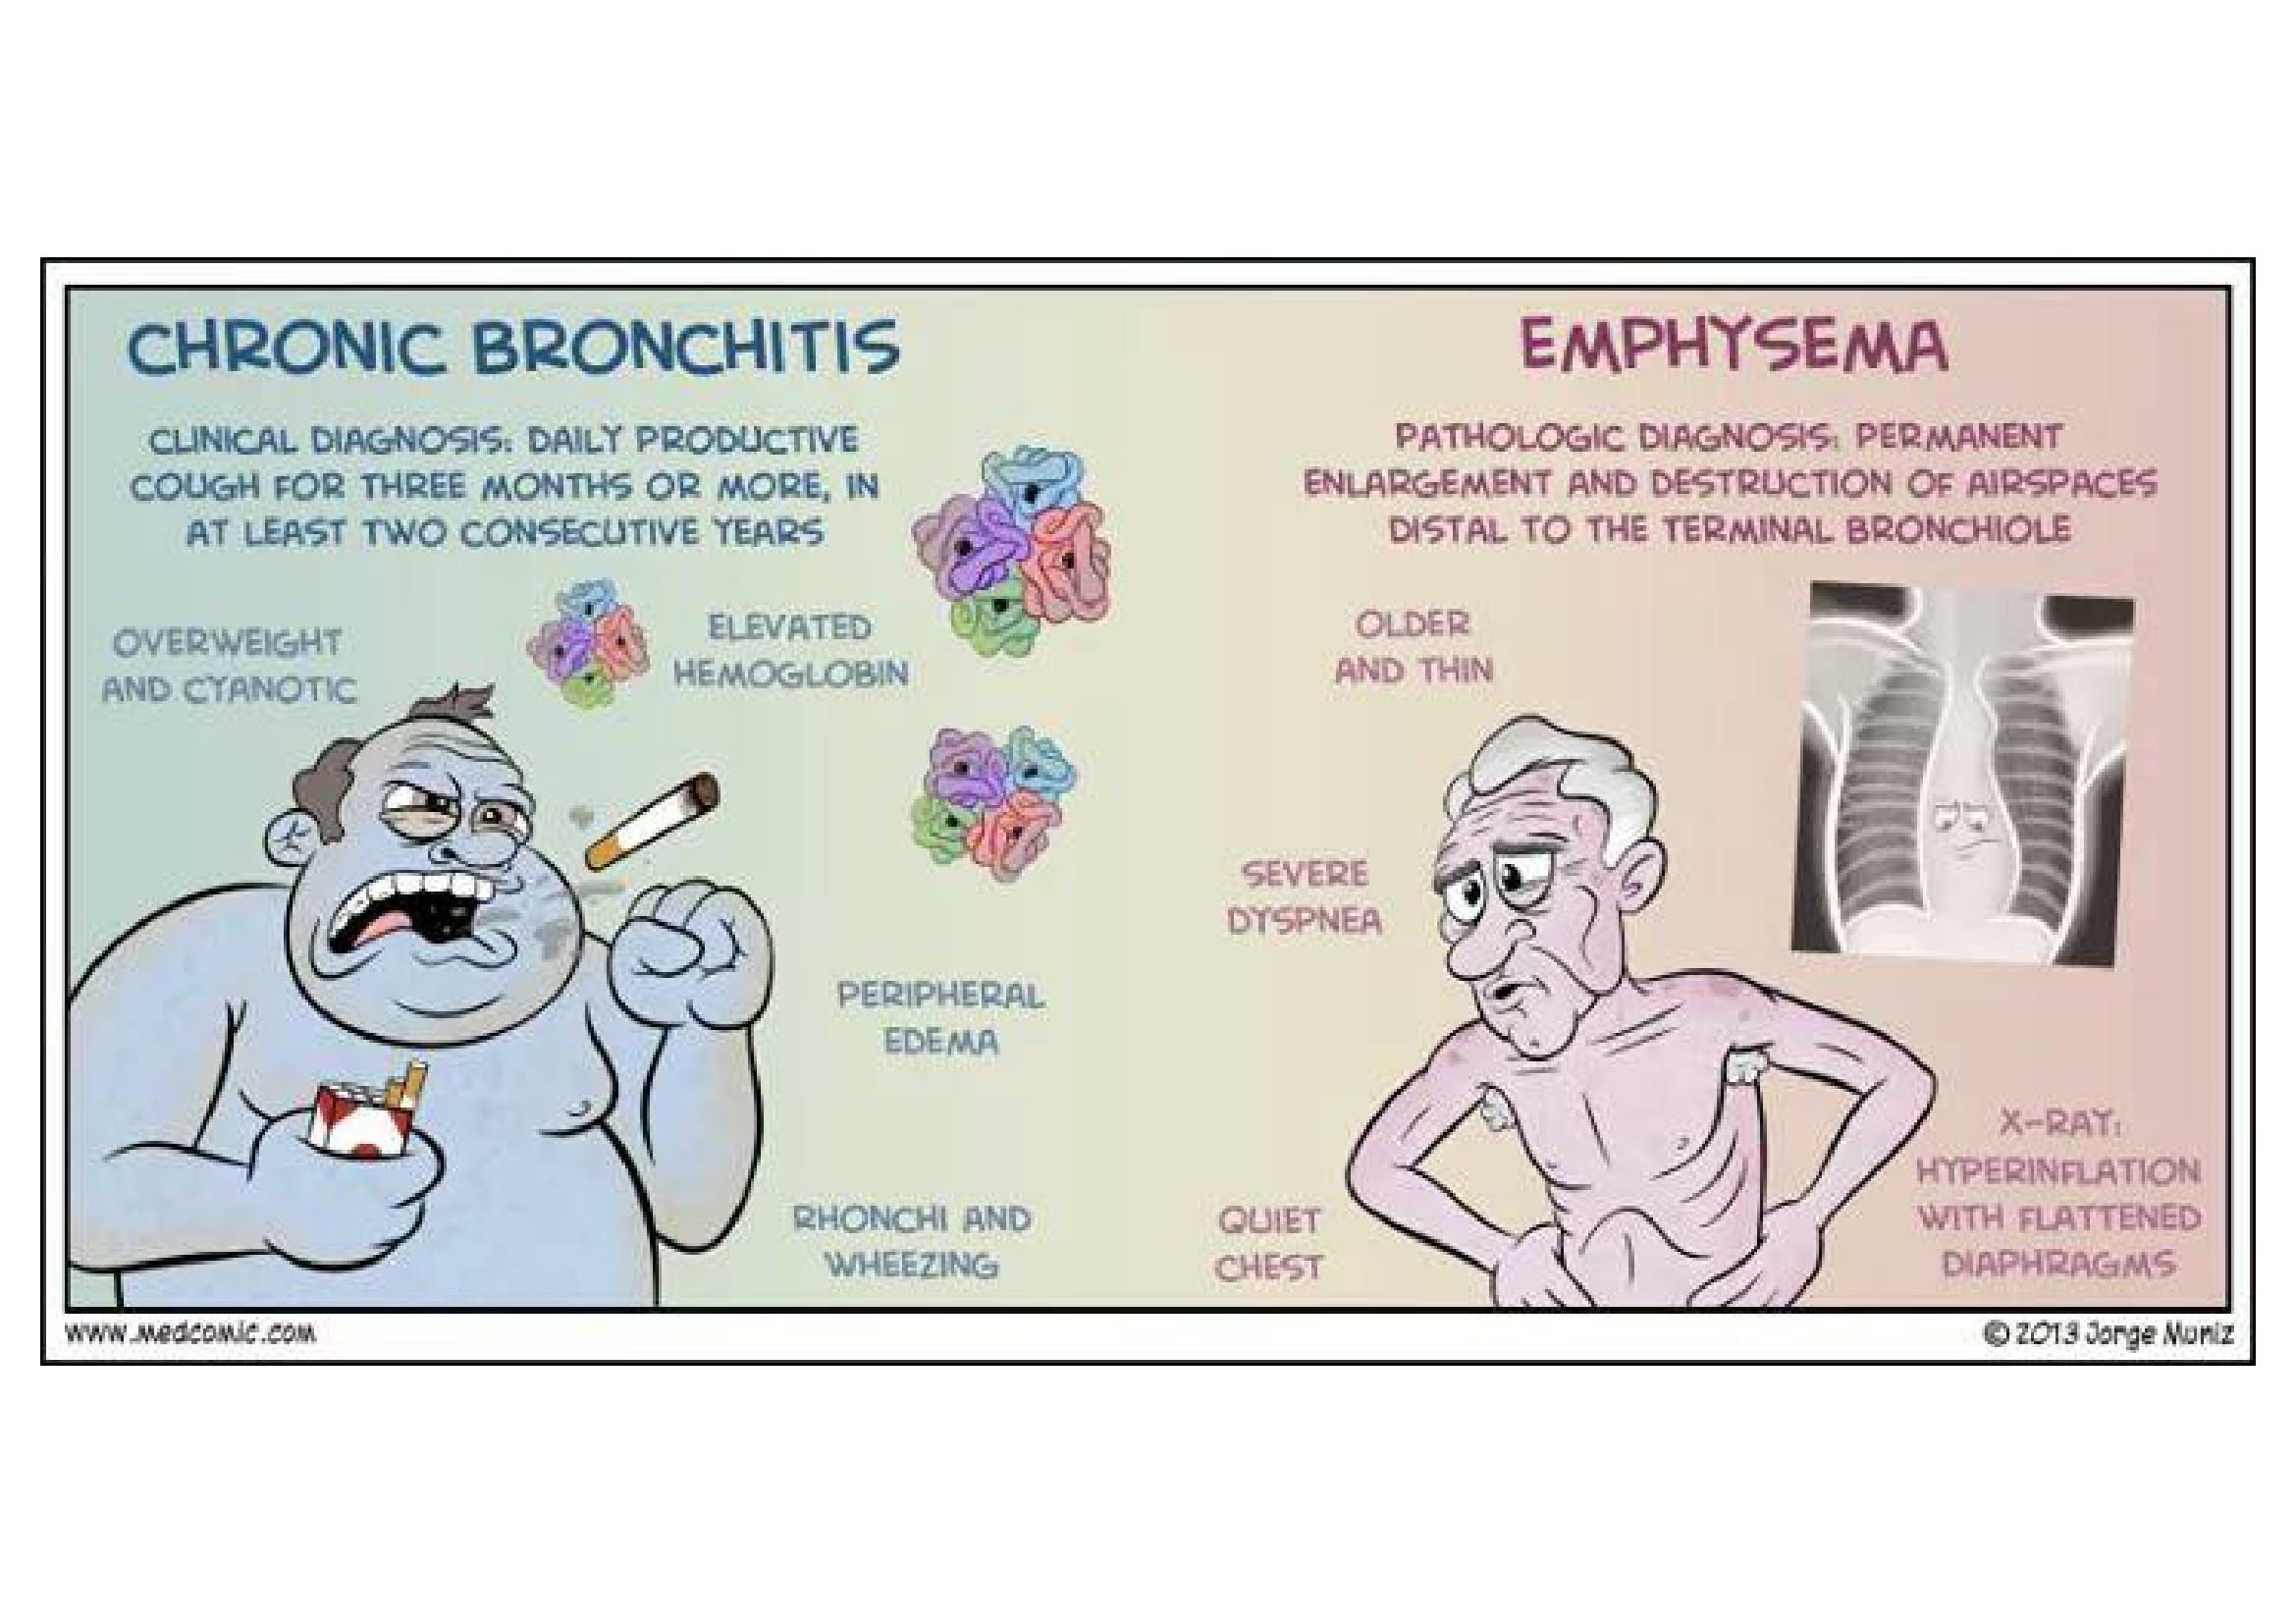 CHRONIC BRONCHITIS
CLINICAL DIAGNOSIS: DAILY PRODUCTIVE
COUGH FOR THREE MONTHS OR MORE, IN
AT LEAST TWO CONSECUTIVE YEARS
OVERWEIGHT
AND CYANOTIC
ELEVATED
HEMOGLOBIN
PERIPHERAL
EDEMA
RHONCHI AND
WHEEZING
EMPHYSEMA
PATHOLOGIC DIAGNOSIS: PERMANENT
ENLARGEMENT AND DESTRUCTION OF AIRSPACES
DISTAL TO THE TERMINAL BRONCHIOLE
OLDER
AND THIN
SEVERE
DYSPNEA
QUIET
CHEST
X-RAY:
HYPERINFLATION
WITH FLATTENED
DIAPHRAGMS
www.medcomic.com
© 2013 Jorge Muniz